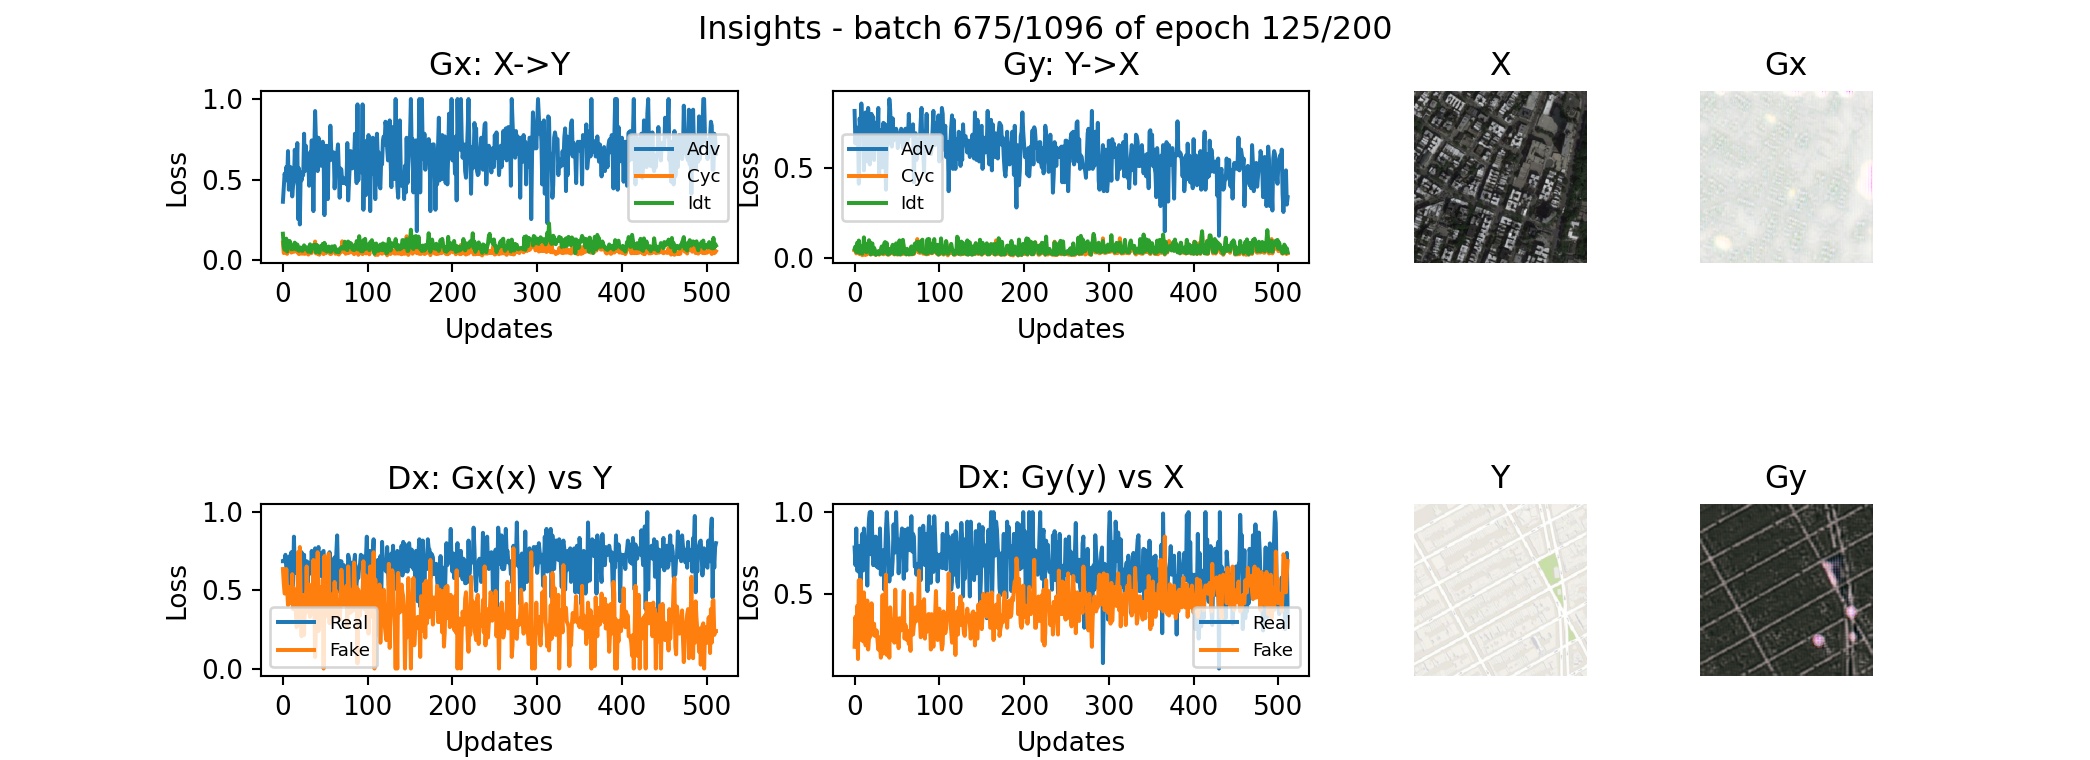 Insights - batch 675/1096 of epoch 125/200
Gx: X->Y
Loss
1.0
0.5
0.0
Adv
Cyc
Idt
0 100 200 300 400 500
Updates
Gy: Y->X
Loss
0.5
0.0
Adv
Cyc
Idt
0 100 200 300 400 500
Updates
X
Gx
Dx: Gx(x) vs Y
Loss
1.0
0.5
0.0
Real
Fake
0 100 200 300 400 500
Updates
Dx: Gy(y) vs X
Loss
1.0
0.5
Real
Fake
0 100 200 300 400 500
Updates
Y
Gy